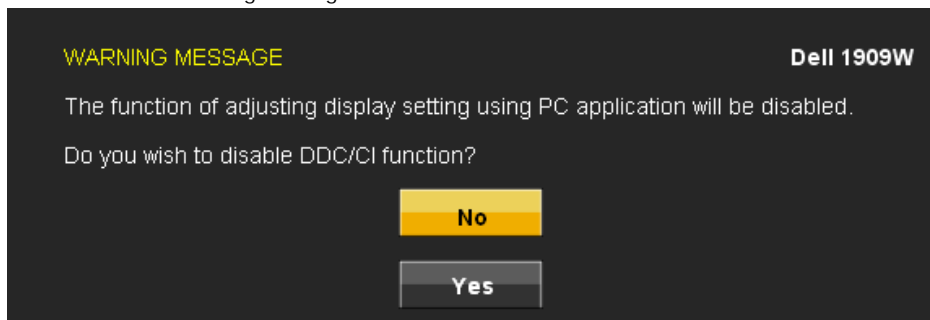 WARNING MESSAGE Dell 1909W
The function of adjusting display setting using PC application will be disabled.
Do you wish to disable DDC/CI function?
No
Yes